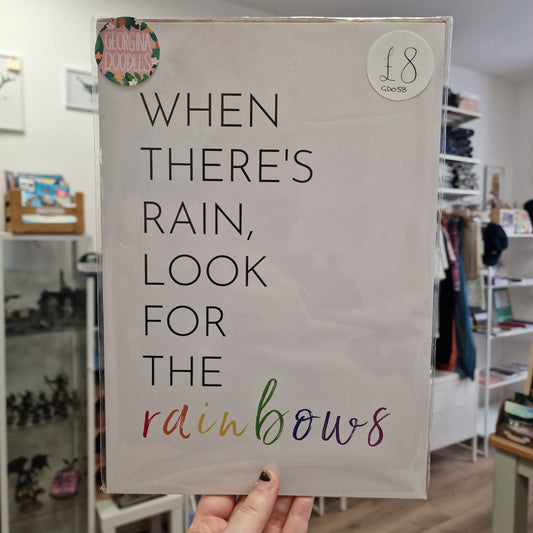 GEORGINA
DOODLES
£8
GD058
WHEN
THERE'S
RAIN,
LOOK
FOR
THE
rainbows